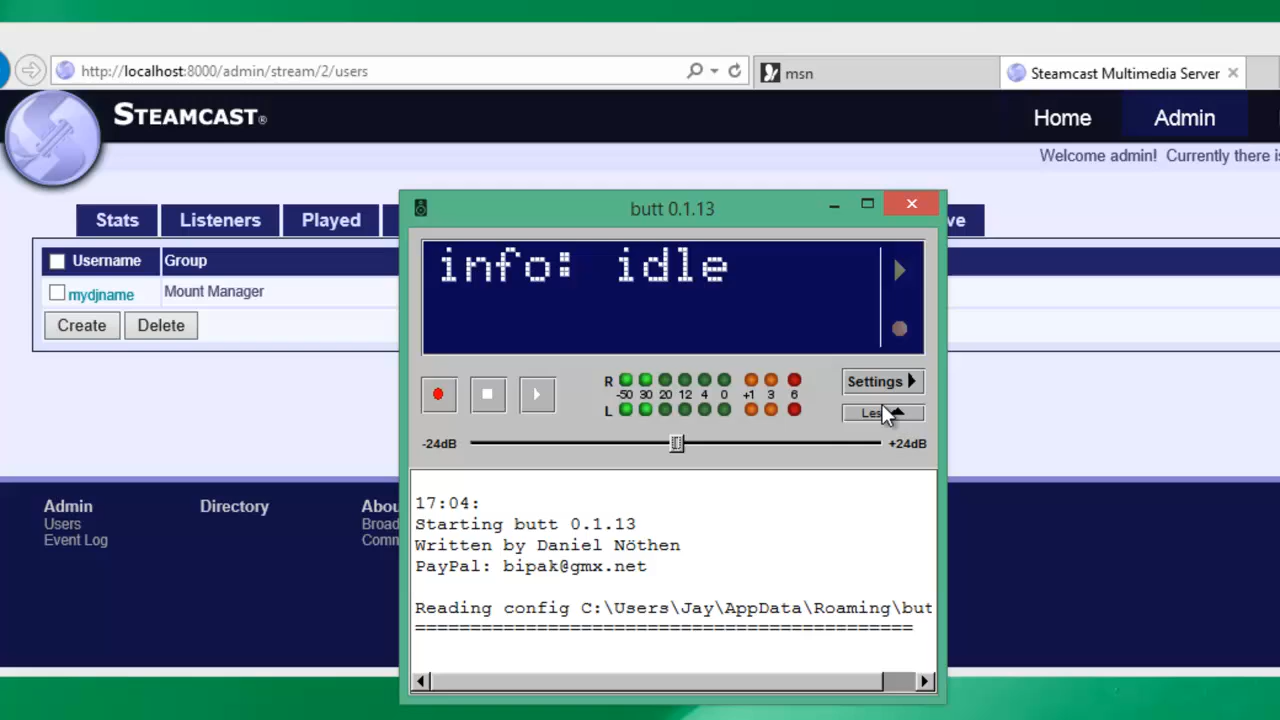 http://localhost:8000/admin/stream/2/users
msn
Steamcast Multimedia Server
STEAMCAST®
Home
Admin
Welcome admin! Currently there is
Stats
Listeners
Played
Username
Group
mydjname
Mount Manager
Create
Delete
butt 0.1.13
info: idle
R
-50 30 20 12 4 0 +1 3 6
L
Settings
-24dB
+24dB
17:04:
Starting butt 0.1.13
Written by Daniel Nöthen
PayPal: bipak@gmx.net
Reading config C:\Users\Jay\AppData\Roaming\but
===========================================
Admin
Users
Event Log
Directory